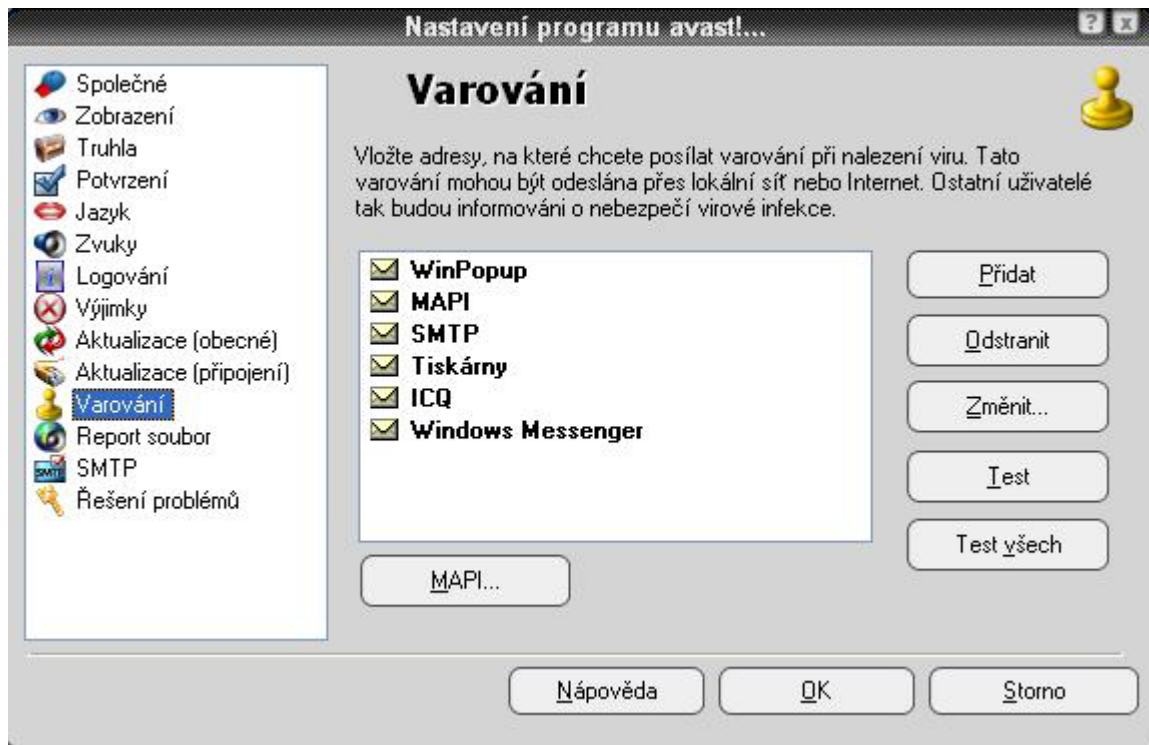 Nastavení programu avast!...
Společné
Zobrazení
Truhla
Potvrzení
Jazyk
Zvuky
Logování
Výjimky
Aktualizace (obecné)
Aktualizace (připojení)
Varování
Report soubor
SMTP
Řešení problémů
Varování
Vložte adresy, na které chcete posílat varování při nalezení viru. Tato
varování mohou být odeslána přes lokální síť nebo Internet. Ostatní uživatelé
tak budou informováni o nebezpečí virové infekce.
WinPopup
MAPI
SMTP
Tiskárny
ICQ
Windows Messenger
Přidat
Odstranit
Změnit...
Test
Test všech
MAPI...
Nápověda
OK
Storno